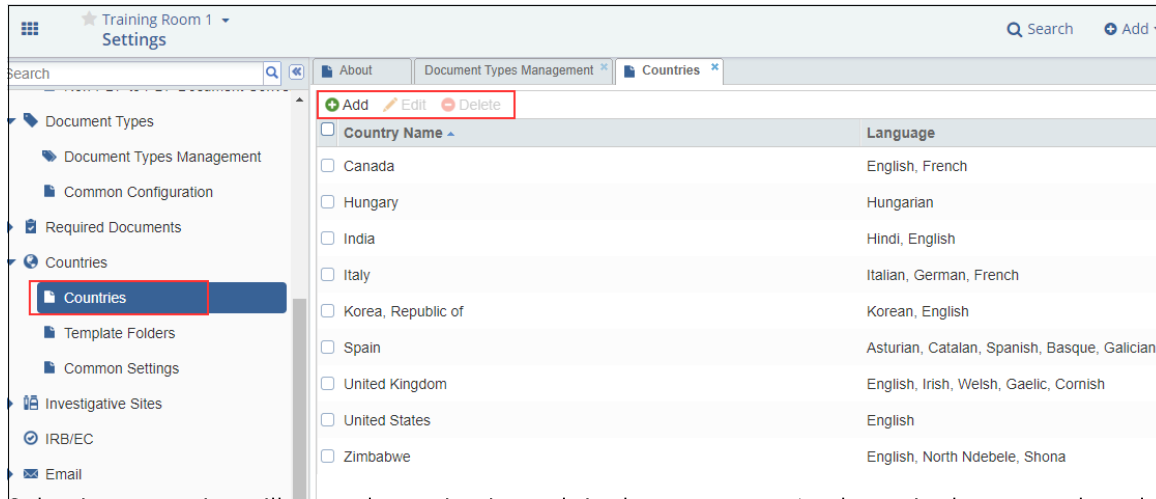 Training Room 1
Settings
Search
Add
Search
About
Document Types Management
Countries
Add Edit Delete
Document Types
Document Types Management
Common Configuration
Required Documents
Countries
Countries
Template Folders
Common Settings
Investigative Sites
IRB/EC
Email
Country Name Language
Canada English, French
Hungary Hungarian
India Hindi, English
Italy Italian, German, French
Korea, Republic of Korean, English
Spain Asturian, Catalan, Spanish, Basque, Galician
United Kingdom English, Irish, Welsh, Gaelic, Cornish
United States English
Zimbabwe English, North Ndebele, Shona